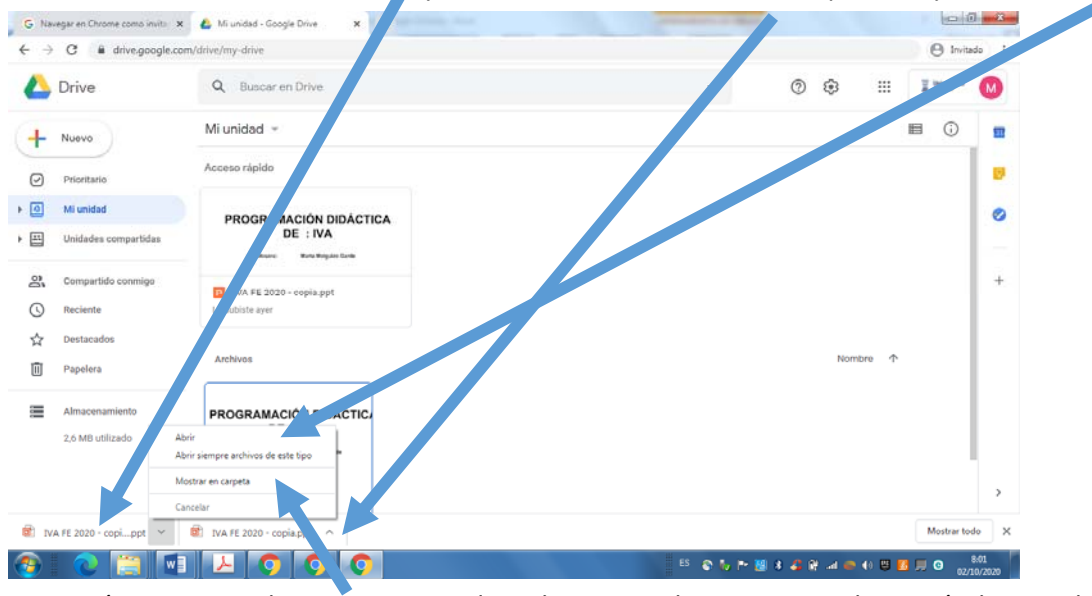 Navegar en Chrome como invit
Mi unidad - Google Drive
drive.google.com/drive/my-drive
Invitado
Drive
Buscar en Drive
M
Nuevo
Mi unidad
Acceso rápido
Prioritario
Mi unidad
Unidades compartidas
PROGRAMACIÓN DIDÁCTICA
DE : IVA
Compartido conmigo
Reciente
IVA FE 2020 - copia.ppt
ubiste ayer
Destacados
Papelera
Archivos
Nombre
Almacenamiento
2,6 MB utilizado
PROGRAMACIÓN DIDÁCTICA
Abrir
Abrir siempre archivos de este tipo
Mostrar en carpeta
Cancelar
IVA FE 2020 - copi....ppt
IVA FE 2020 - copia.p
Mostrar todo
ES
8:01
02/10/2020